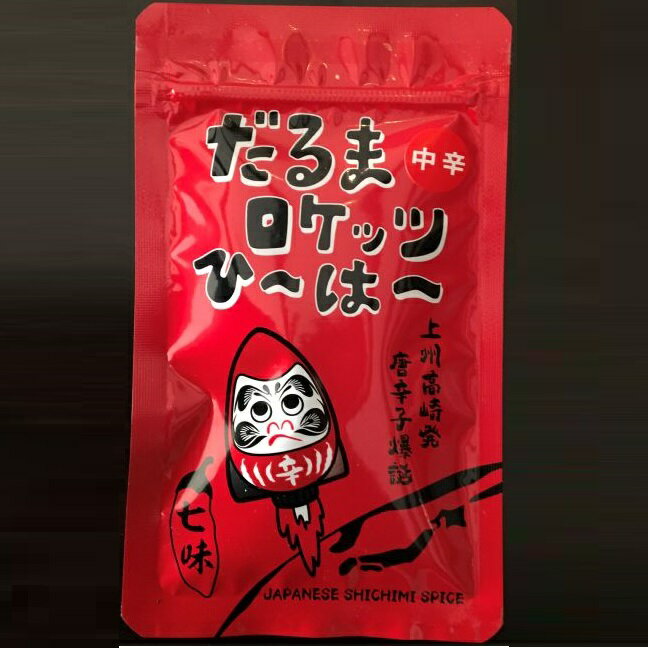 だるま
中辛
ロケッツ
ひ〜は〜
上州高崎発
唐辛子爆詰
辛
七味
JAPANESE SHICHIMI SPICE